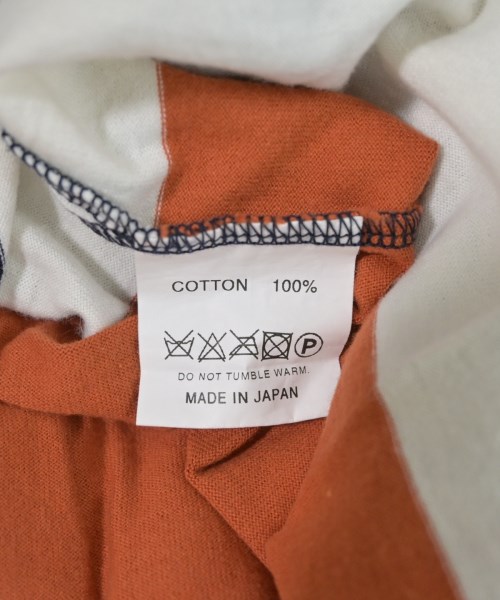 COTTON 100%
P
DO NOT TUMBLE WARM.
MADE IN JAPAN